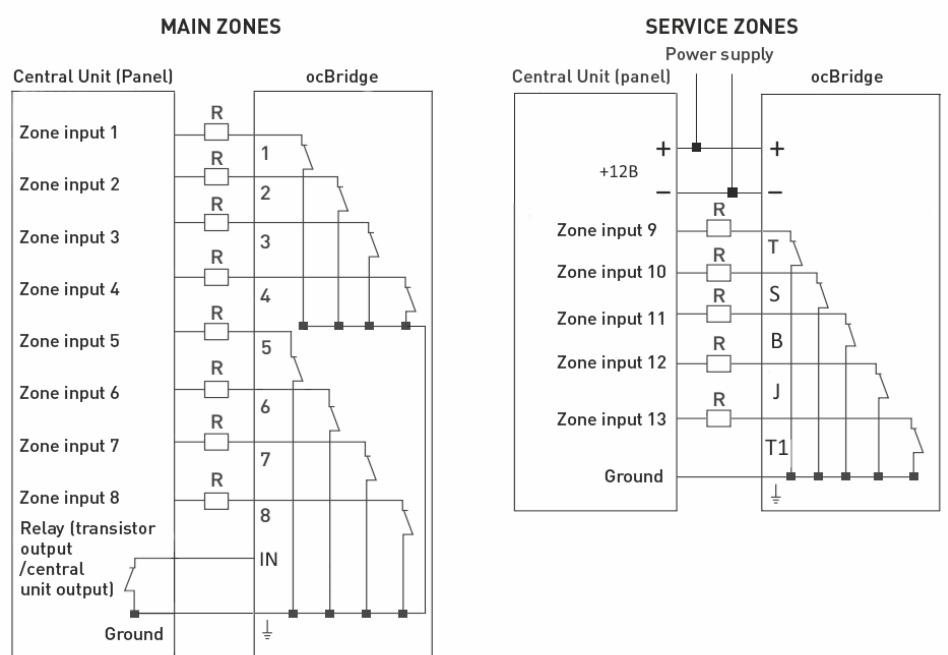 MAIN ZONES
Central Unit (Panel)
ocBridge
Zone input 1
R
1
Zone input 2
R
2
Zone input 3
R
3
Zone input 4
R
4
Zone input 5
R
5
Zone input 6
R
6
Zone input 7
R
7
Zone input 8
R
8
Relay (transistor
output
/central
unit output)
IN
Ground
SERVICE ZONES
Power supply
Central Unit (panel)
ocBridge
+ +
+12B
− −
Zone input 9
R
T
Zone input 10
R
S
Zone input 11
R
B
Zone input 12
R
J
Zone input 13
R
T1
Ground